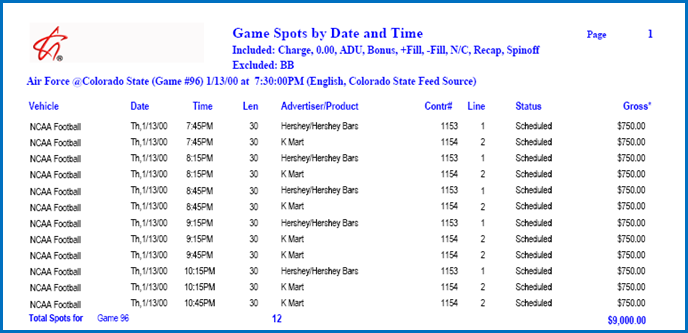 Game Spots by Date and Time Page 1
Included: Charge, 0.00, ADU, Bonus, +Fill, -Fill, N/C, Recap, Spinoff
Excluded: BB
Air Force @Colorado State (Game #96) 1/13/00 at 7:30:00PM (English, Colorado State Feed Source)
Vehicle Date Time Len Advertiser/Product Contr# Line Status Gross*
NCAA Football Th,1/13/00 7:45PM 30 Hershey/Hershey Bars 1153 1 Scheduled $750.00
NCAA Football Th,1/13/00 7:45PM 30 K Mart 1154 2 Scheduled $750.00
NCAA Football Th,1/13/00 8:15PM 30 Hershey/Hershey Bars 1153 1 Scheduled $750.00
NCAA Football Th,1/13/00 8:15PM 30 K Mart 1154 2 Scheduled $750.00
NCAA Football Th,1/13/00 8:45PM 30 Hershey/Hershey Bars 1153 1 Scheduled $750.00
NCAA Football Th,1/13/00 8:45PM 30 K Mart 1154 2 Scheduled $750.00
NCAA Football Th,1/13/00 9:15PM 30 Hershey/Hershey Bars 1153 1 Scheduled $750.00
NCAA Football Th,1/13/00 9:15PM 30 K Mart 1154 2 Scheduled $750.00
NCAA Football Th,1/13/00 9:45PM 30 K Mart 1154 2 Scheduled $750.00
NCAA Football Th,1/13/00 10:15PM 30 Hershey/Hershey Bars 1153 1 Scheduled $750.00
NCAA Football Th,1/13/00 10:15PM 30 K Mart 1154 2 Scheduled $750.00
NCAA Football Th,1/13/00 10:45PM 30 K Mart 1154 2 Scheduled $750.00
Total Spots for Game 96 12 $9,000.00